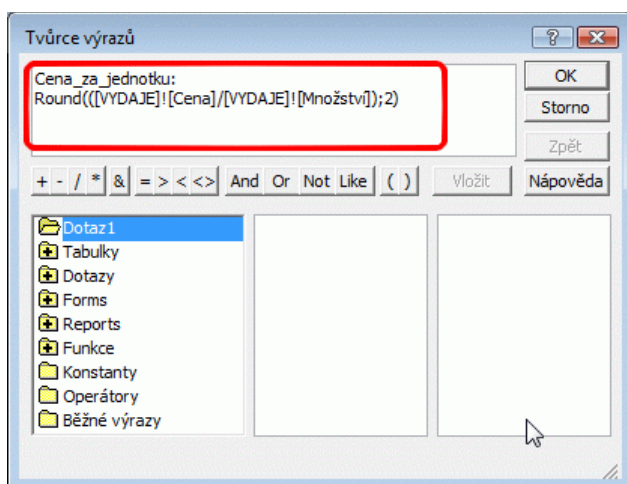 Tvůrce výrazů
Cena_za_jednotku:
Round(([VYDAJE]![Cena]/[VYDAJE]![Množství]);2)
OK
Storno
Zpět
+ - / * & = > < <> And Or Not Like ( ) Vložit Nápověda
Dotaz1
Tabulky
Dotazy
Forms
Reports
Funkce
Konstanty
Operátory
Běžné výrazy